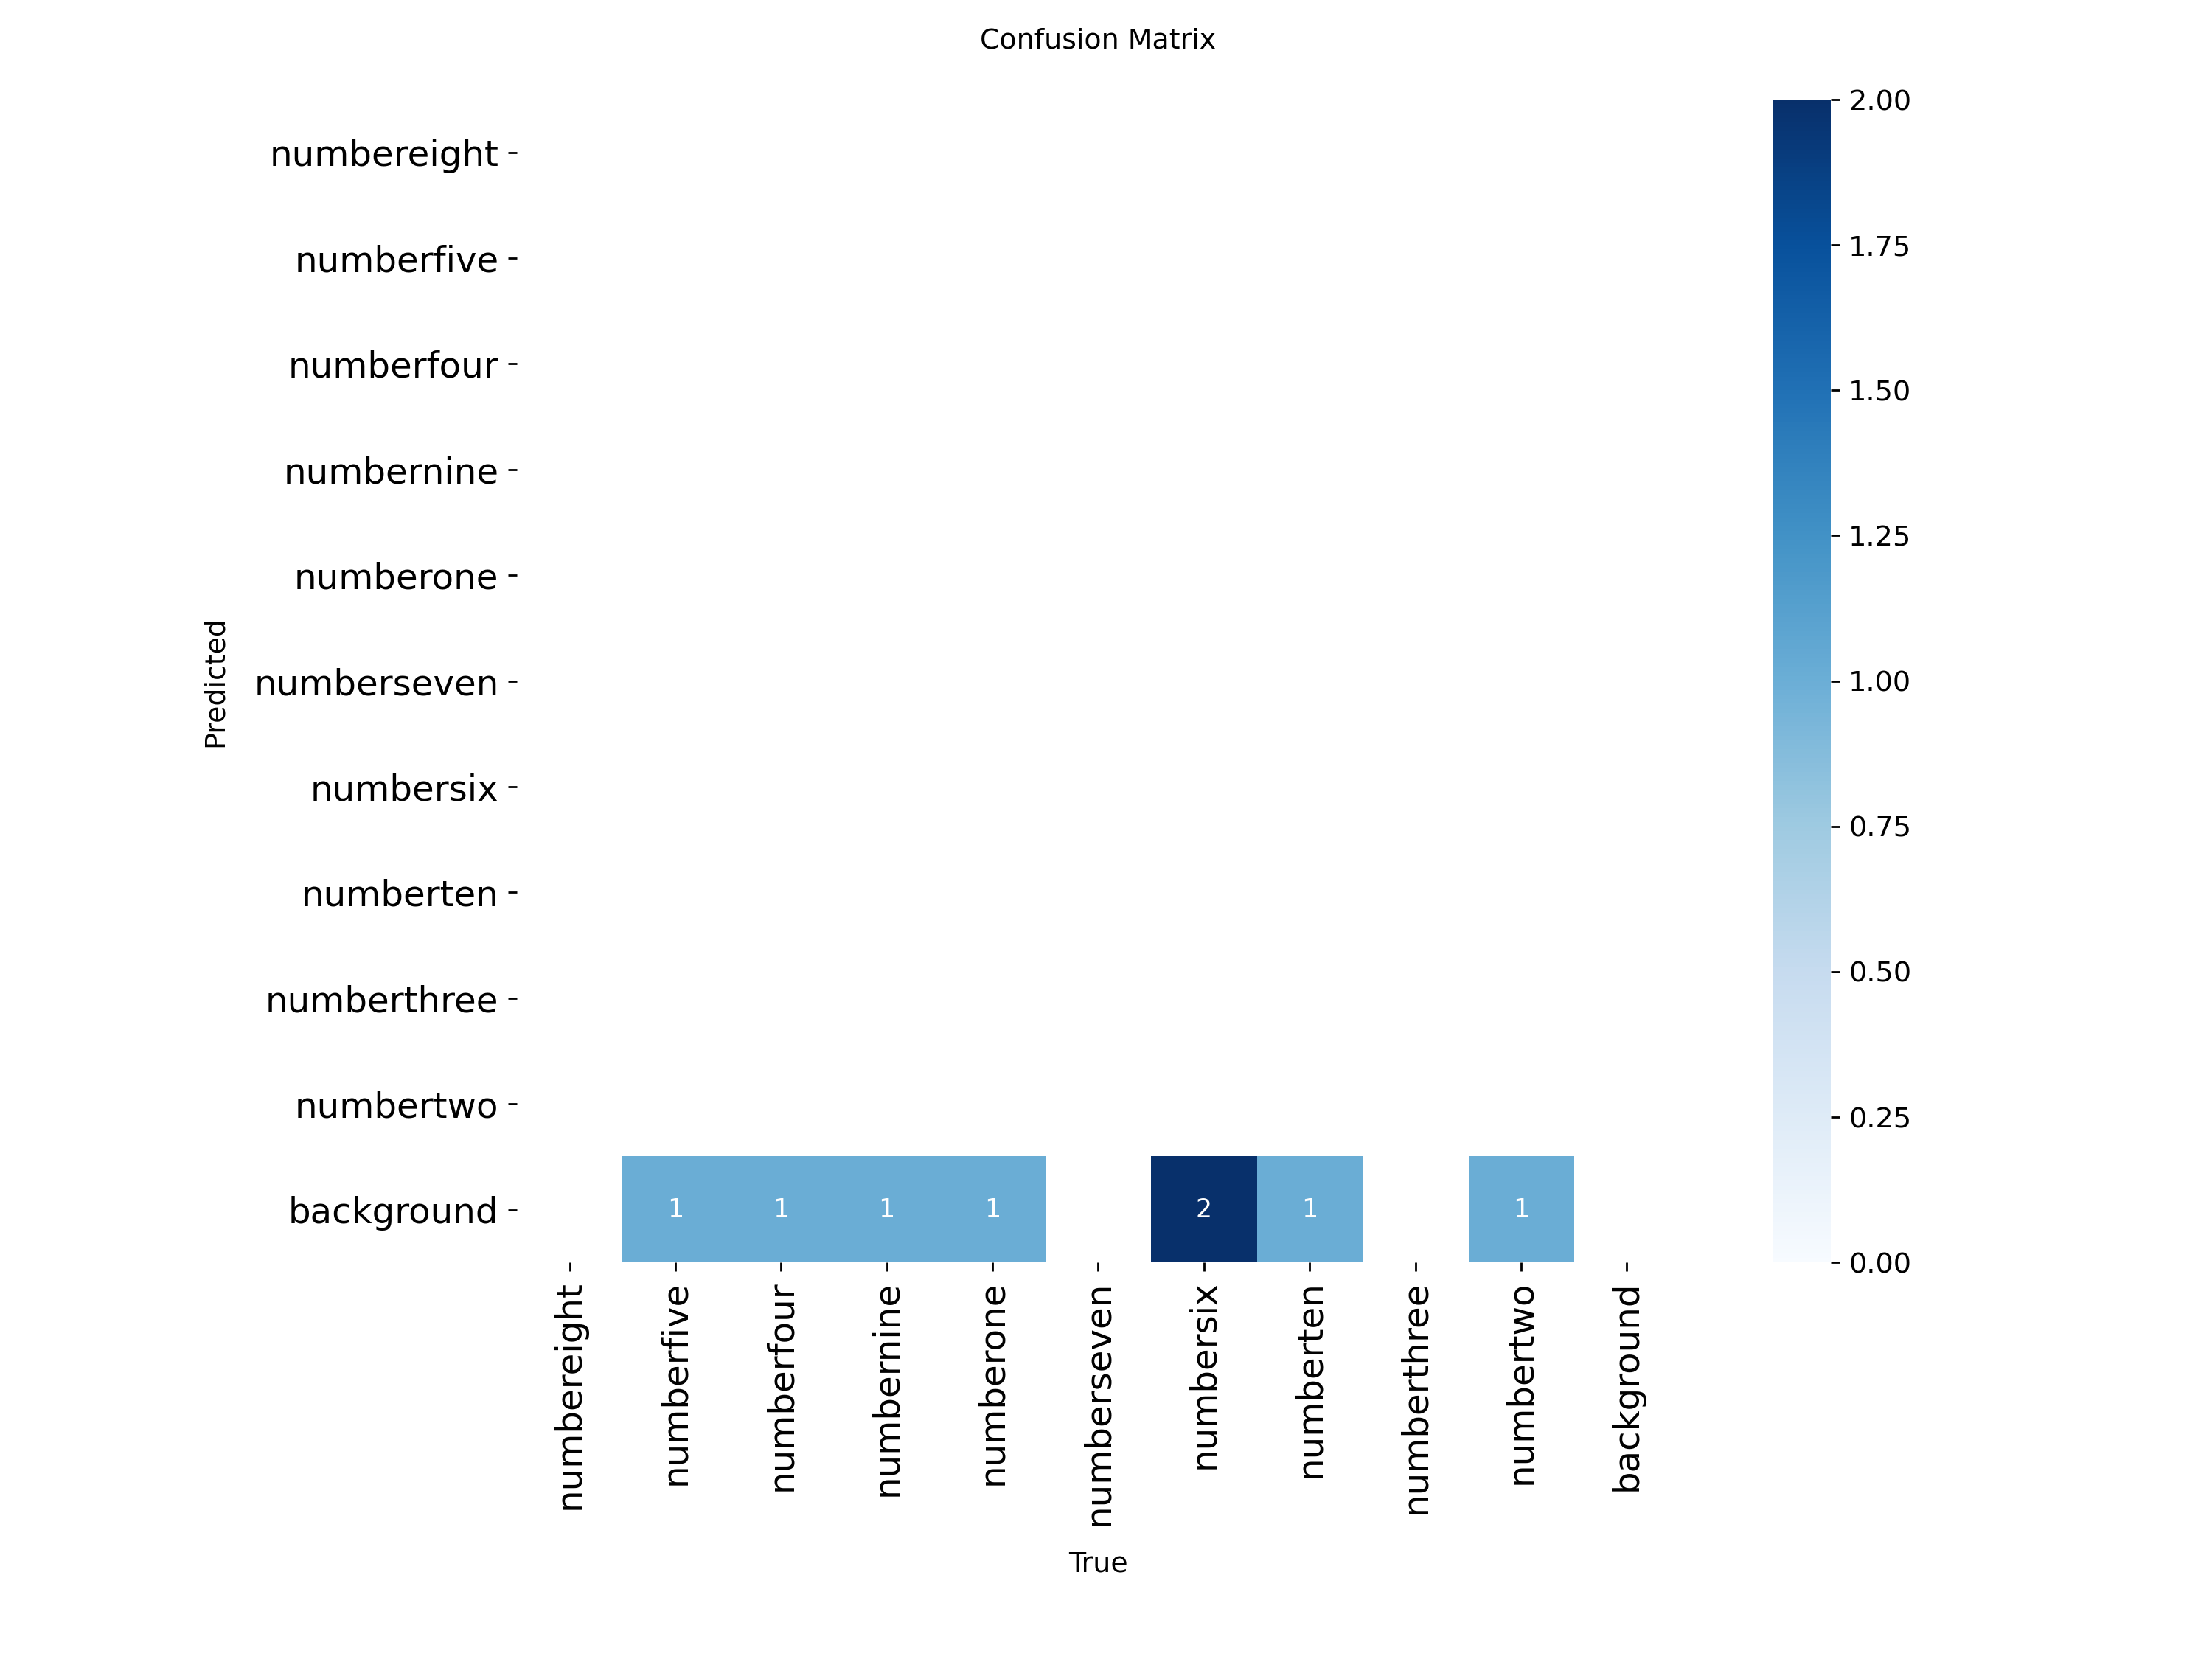 Confusion Matrix
numbereight
numberfive
numberfour
numbernine
numberone
numberseven
numbersix
numberten
numberthree
numbertwo
background
Predicted
1 1 1 1 2 1 1
numbereight
numberfive
numberfour
numbernine
numberone
numberseven
numbersix
numberten
numberthree
numbertwo
background
True
2.00
1.75
1.50
1.25
1.00
0.75
0.50
0.25
0.00